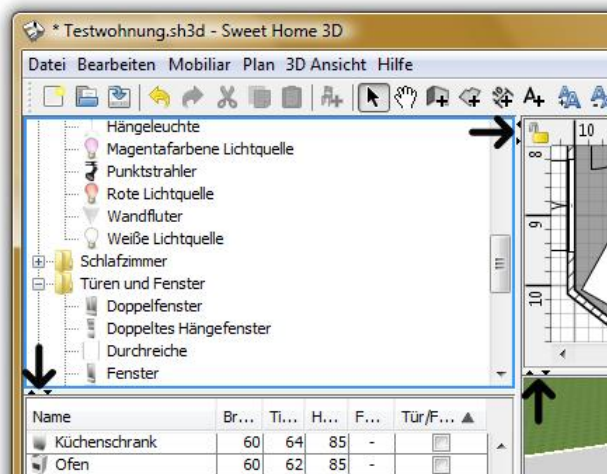 * Testwohnung.sh3d - Sweet Home 3D
Datei Bearbeiten Mobiliar Plan 3D Ansicht Hilfe
Hängeleuchte
Magentafarbene Lichtquelle
Punktstrahler
Rote Lichtquelle
Wandfluter
Weiße Lichtquelle
Schlafzimmer
Türen und Fenster
Doppelfenster
Doppeltes Hängefenster
Durchreiche
Fenster
10
8
9
10
Name Br... Ti... H... F... Tür/F...
Küchenschrank 60 64 85 -
Ofen 60 62 85 -